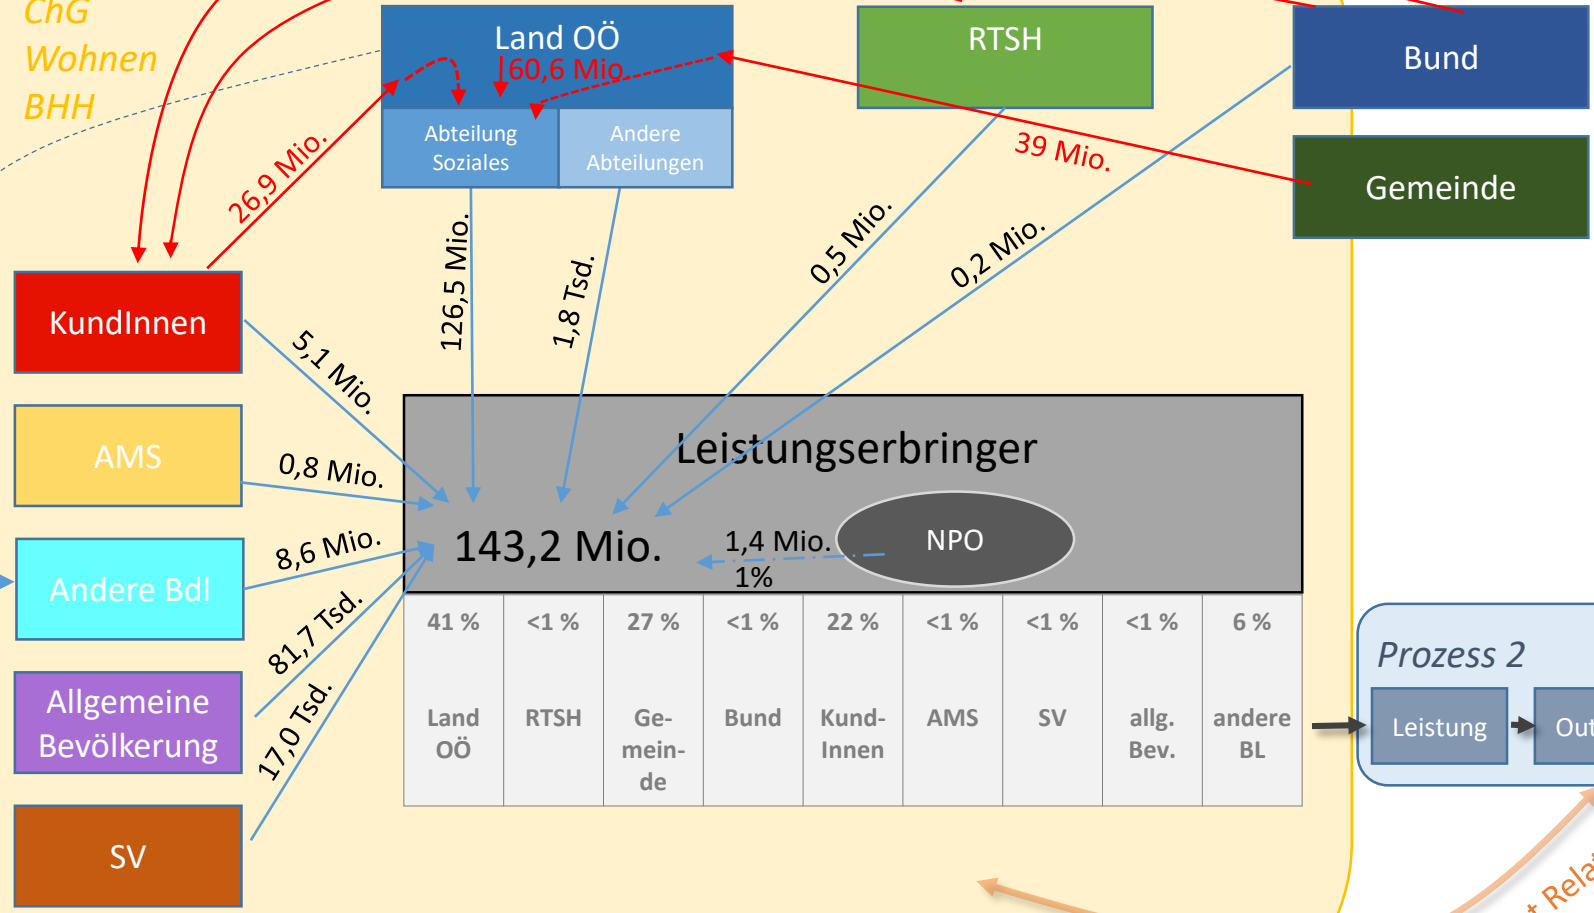 ChG
Wohnen
BHH
Land OÖ
60,6 Mio.
Abteilung
Soziales
Andere
Abteilungen
RTSH
Bund
Gemeinde
39 Mio.
26,9 Mio.
126,5 Mio.
1,8 Tsd.
0,5 Mio.
0,2 Mio.
KundInnen
5,1 Mio.
AMS
0,8 Mio.
Andere Bdl
8,6 Mio.
Allgemeine
Bevölkerung
81,7 Tsd.
SV
17,0 Tsd.
Leistungserbringer
143,2 Mio.
1,4 Mio.
1%
NPO
41 % <1 % 27 % <1 % 22 % <1 % <1 % <1 % 6 %
Land RTSH Ge- Bund Kund- AMS SV allg. andere
OÖ mein- Innen Bev. BL
de
Prozess 2
Leistung
Out
t Rela